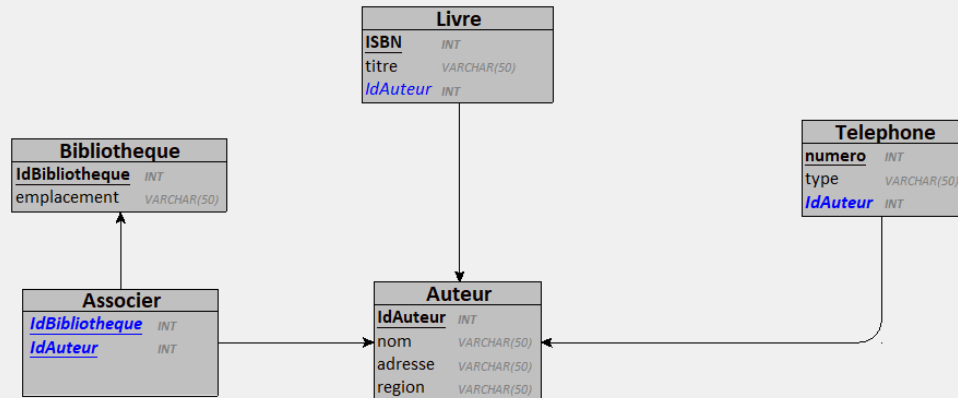 Livre
ISBN INT
titre VARCHAR(50)
IdAuteur INT
Bibliotheque
IdBibliotheque INT
emplacement VARCHAR(50)
Telephone
numero INT
type VARCHAR(50)
IdAuteur INT
Associer
IdBibliotheque INT
IdAuteur INT
Auteur
IdAuteur INT
nom VARCHAR(50)
adresse VARCHAR(50)
region VARCHAR(50)